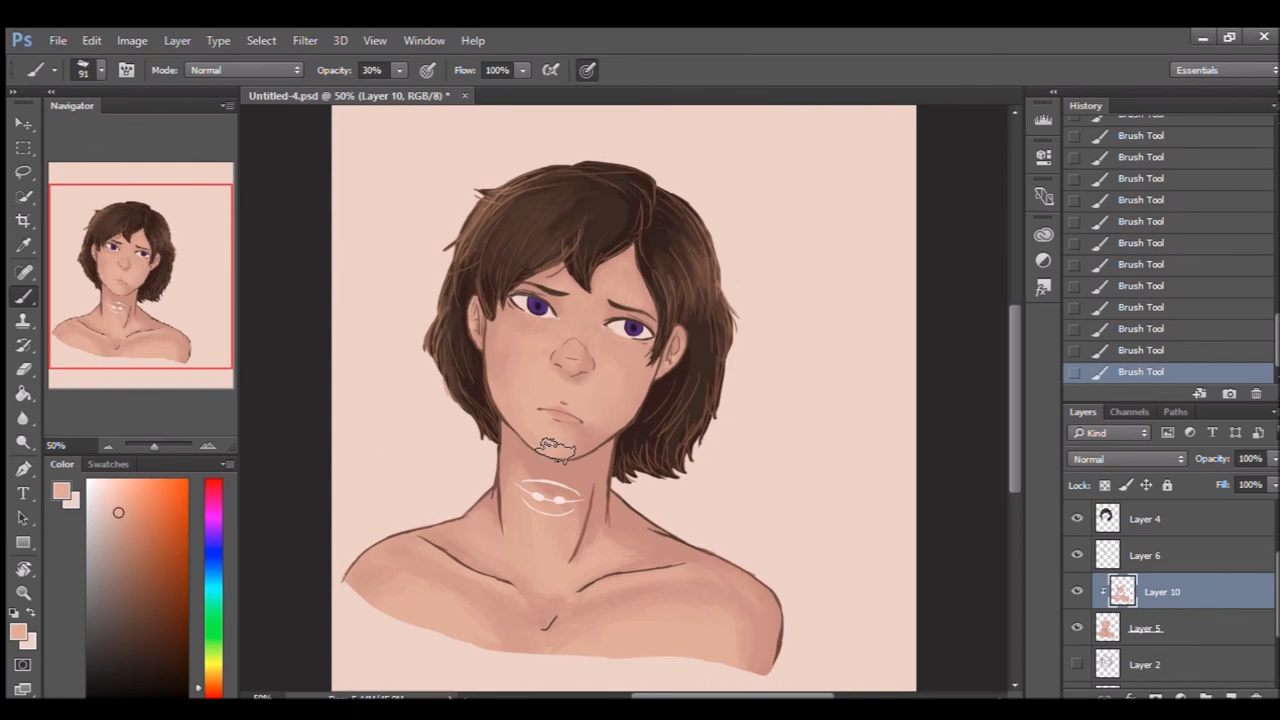 Ps File Edit Image Layer Type Select Filter 3D View Window Help
91 Mode: Normal Opacity: 30% Flow: 100% Essentials
Untitled-4.psd @ 50% (Layer 10, RGB/8) * ×
Navigator
History
Brush Tool
Brush Tool
Brush Tool
Brush Tool
Brush Tool
Brush Tool
Brush Tool
Brush Tool
Brush Tool
Brush Tool
Brush Tool
Brush Tool
Brush Tool
50%
Color Swatches
Layers Channels Paths
Kind
Normal Opacity: 100%
Lock: Fill: 100%
Layer 4
Layer 6
Layer 10
Layer 5
Layer 2